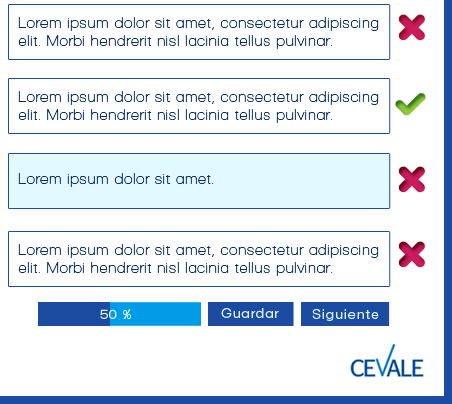 Lorem ipsum dolor sit amet, consectetur adipiscing
elit. Morbi hendrerit nisl lacinia tellus pulvinar.
Lorem ipsum dolor sit amet, consectetur adipiscing
elit. Morbi hendrerit nisl lacinia tellus pulvinar.
Lorem ipsum dolor sit amet.
Lorem ipsum dolor sit amet, consectetur adipiscing
elit. Morbi hendrerit nisl lacinia tellus pulvinar.
50 % Guardar Siguiente
CEVALE